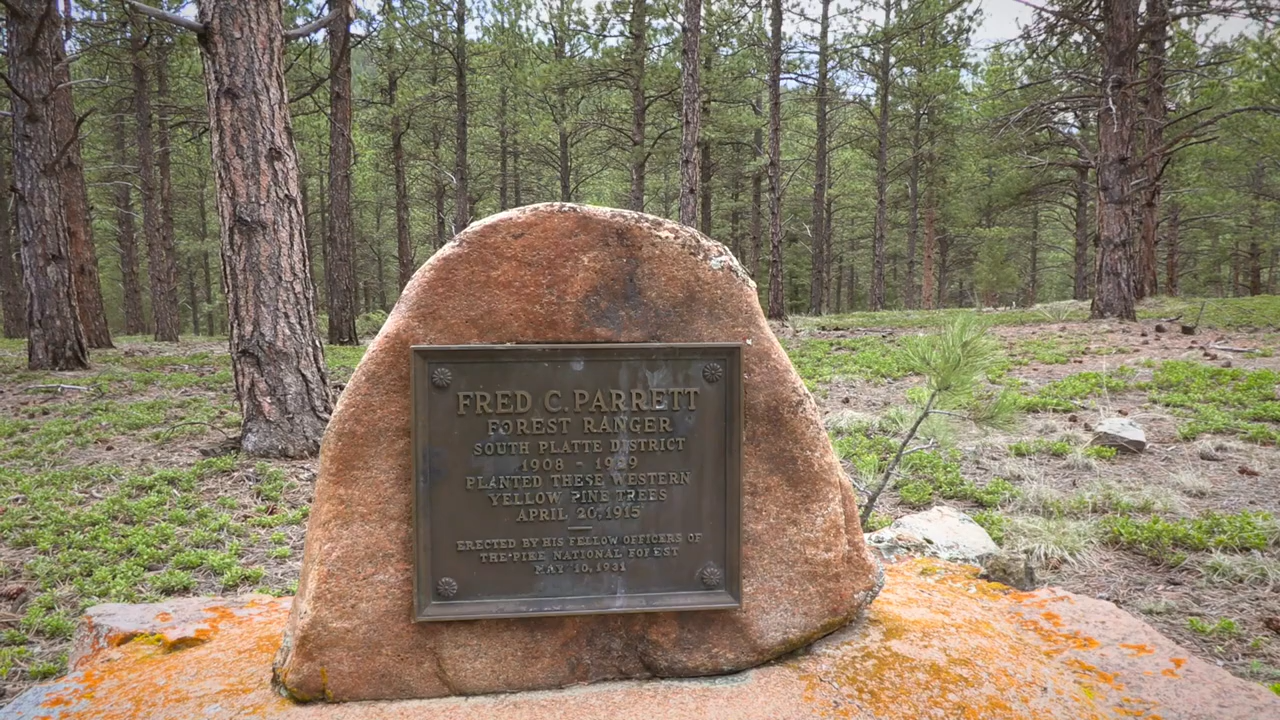 FRED C. PARRETT
FOREST RANGER
SOUTH PLATTE DISTRICT
1908 - 1929
PLANTED THESE WESTERN
YELLOW PINE TREES
APRIL 20, 1915
ERECTED BY HIS FELLOW OFFICERS OF
THE PIKE NATIONAL FOREST
MAY 10, 1931